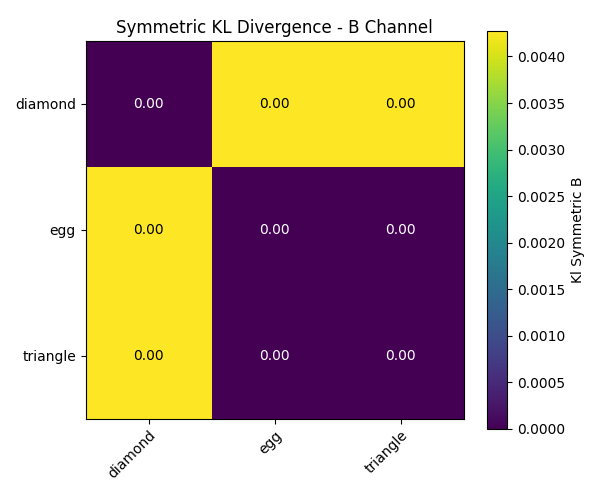 Symmetric KL Divergence - B Channel
diamond
0.00 0.00 0.00
egg
0.00 0.00 0.00
triangle
0.00 0.00 0.00
diamond
egg
triangle
0.0040
0.0035
0.0030
0.0025
0.0020
0.0015
0.0010
0.0005
0.0000
Kl Symmetric B